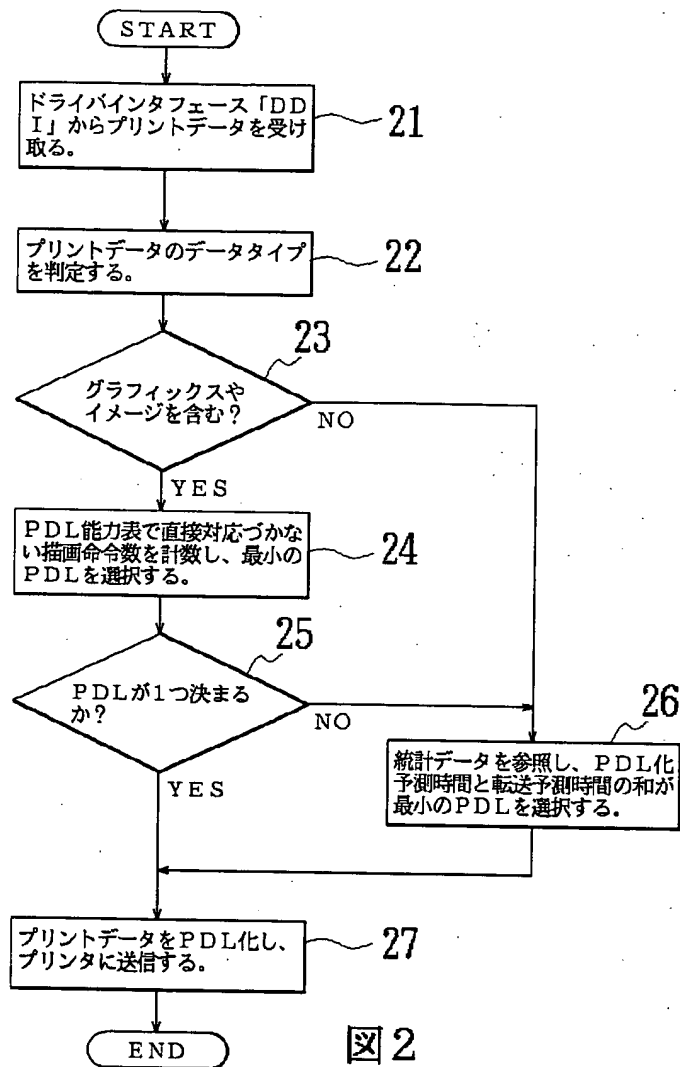 START
ドライバインタフェース「DD
I」からプリントデータを受け
取る。
21
プリントデータのデータタイプ
を判定する。
22
23
グラフィックスや
イメージを含む?
NO
YES
PDL能力表で直接対応づかな
い描画命令数を計数し、最小の
PDLを選択する。
24
25
PDLが1つ決まる
か?
NO
YES
26
統計データを参照し、PDL化
予測時間と転送予測時間の和が
最小のPDLを選択する。
プリントデータをPDL化し、
プリンタに送信する。
27
END
図2